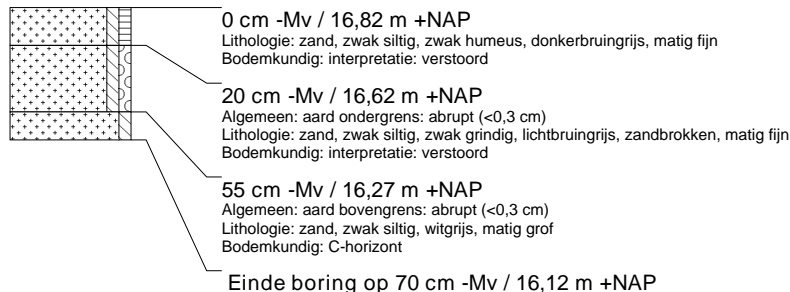 0 cm -Mv / 16,82 m +NAP
Lithologie: zand, zwak siltig, zwak humeus, donkerbruingrijs, matig fijn
Bodemkundig: interpretatie: verstoord
20 cm -Mv / 16,62 m +NAP
Algemeen: aard ondergrens: abrupt (<0,3 cm)
Lithologie: zand, zwak siltig, zwak grindig, lichtbruingrijs, zandbrokken, matig fijn
Bodemkundig: interpretatie: verstoord
55 cm -Mv / 16,27 m +NAP
Algemeen: aard bovengrens: abrupt (<0,3 cm)
Lithologie: zand, zwak siltig, witgrijs, matig grof
Bodemkundig: C-horizont
Einde boring op 70 cm -Mv / 16,12 m +NAP